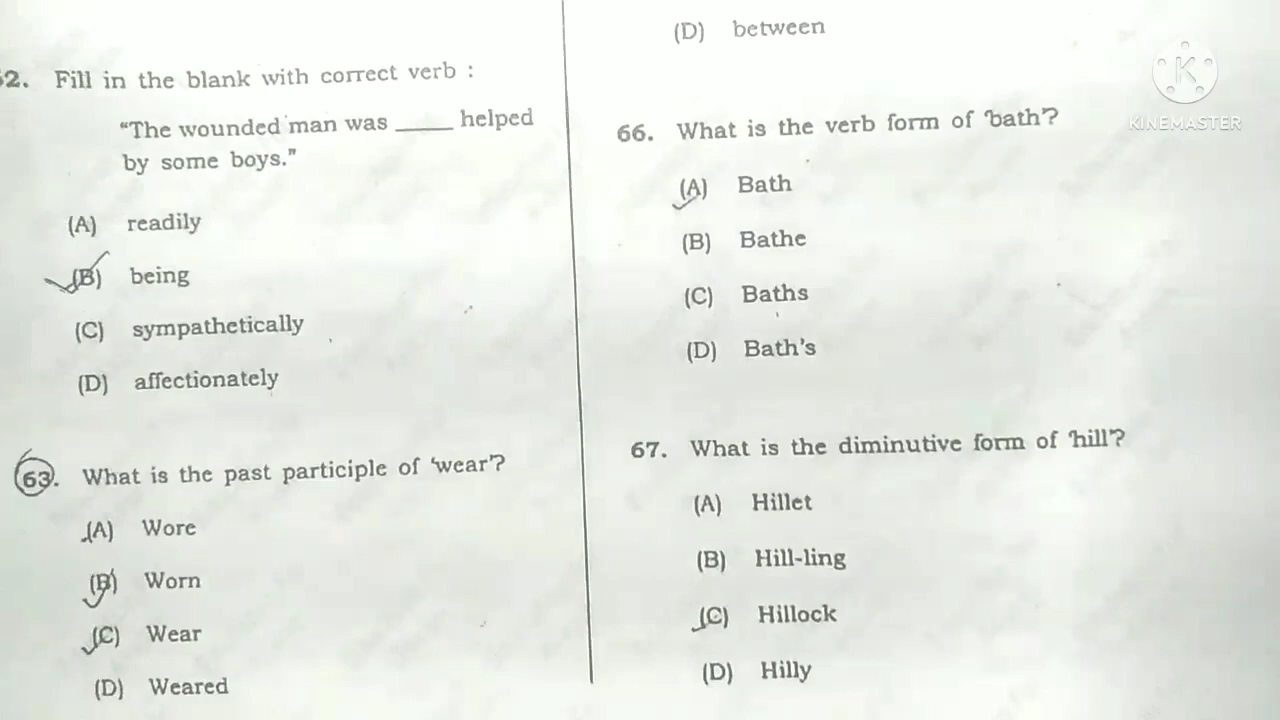 2. Fill in the blank with correct verb :
“The wounded man was ____ helped
by some boys.”
(A) readily
(B) being
(C) sympathetically
(D) affectionately
63. What is the past participle of ‘wear’?
(A) Wore
(B) Worn
(C) Wear
(D) Weared
(D) between
66. What is the verb form of ‘bath’?
(A) Bath
(B) Bathe
(C) Baths
(D) Bath’s
67. What is the diminutive form of ‘hill’?
(A) Hillet
(B) Hill-ling
(C) Hillock
(D) Hilly
K
KINEMASTER